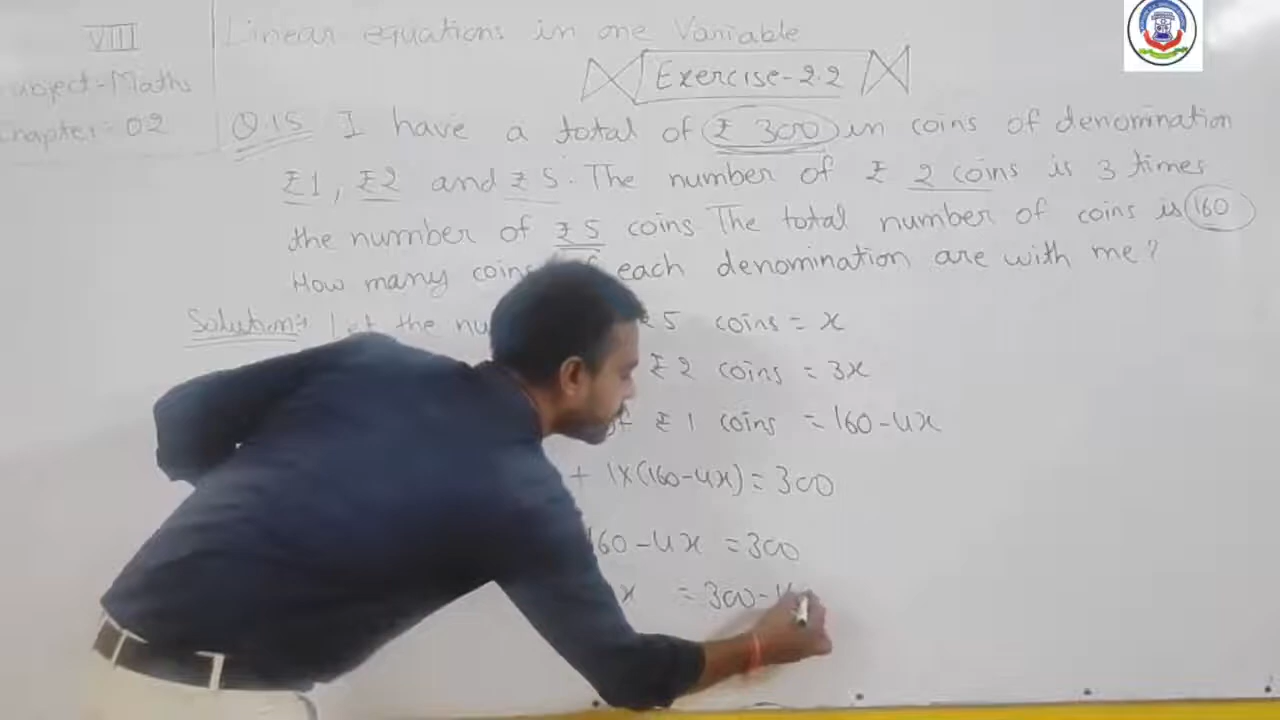 VIII
Linear equations in one Variable
Subject-Maths
Exercise-2.2
Chapter-02
Q.15 I have a total of ₹ 300 in coins of denomination
₹1, ₹2 and ₹5. The number of ₹ 2 coins is 3 times
the number of ₹5 coins The total number of coins is 160
How many coins of each denomination are with me?
Solution:- Let the ₹5 coins = x
₹2 coins = 3x
of ₹1 coins = 160-4x
+ 1x(160-4x)=300
160-4x =300
x =300-